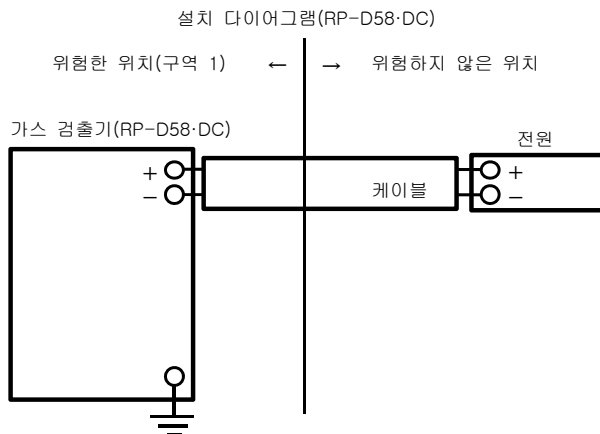 설치 다이어그램(RP-D58·DC)
위험한 위치(구역 1) ← → 위험하지 않은 위치
가스 검출기(RP-D58·DC)
전원
+ +
− −
케이블